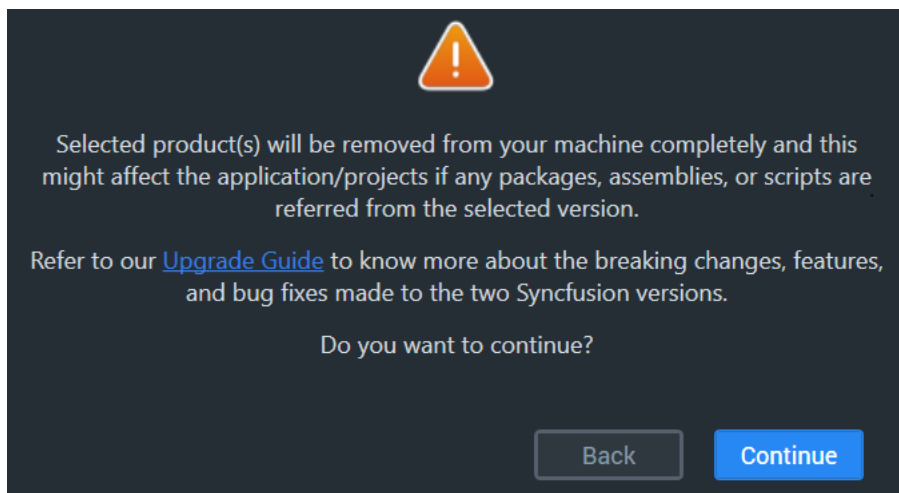 Selected product(s) will be removed from your machine completely and this
might affect the application/projects if any packages, assemblies, or scripts are
referred from the selected version.
Refer to our Upgrade Guide to know more about the breaking changes, features,
and bug fixes made to the two Syncfusion versions.
Do you want to continue?
Back
Continue